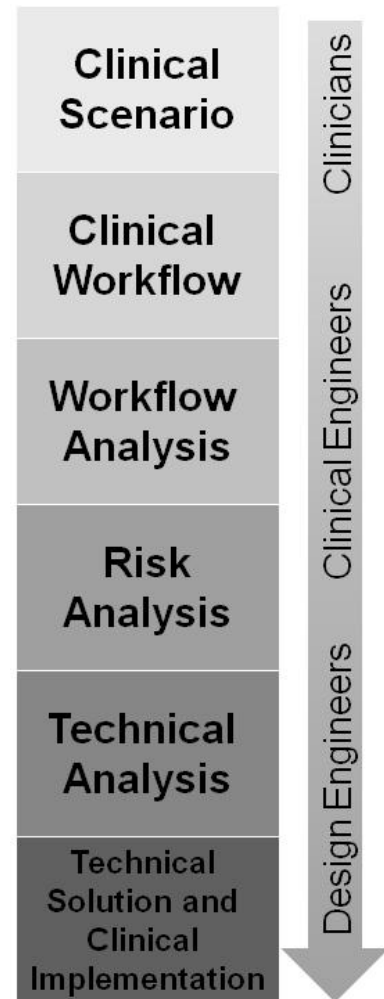 Clinical
Scenario
Clinical
Workflow
Workflow
Analysis
Risk
Analysis
Technical
Analysis
Technical
Solution and
Clinical
Implementation
Clinicians
Clinical Engineers
Design Engineers